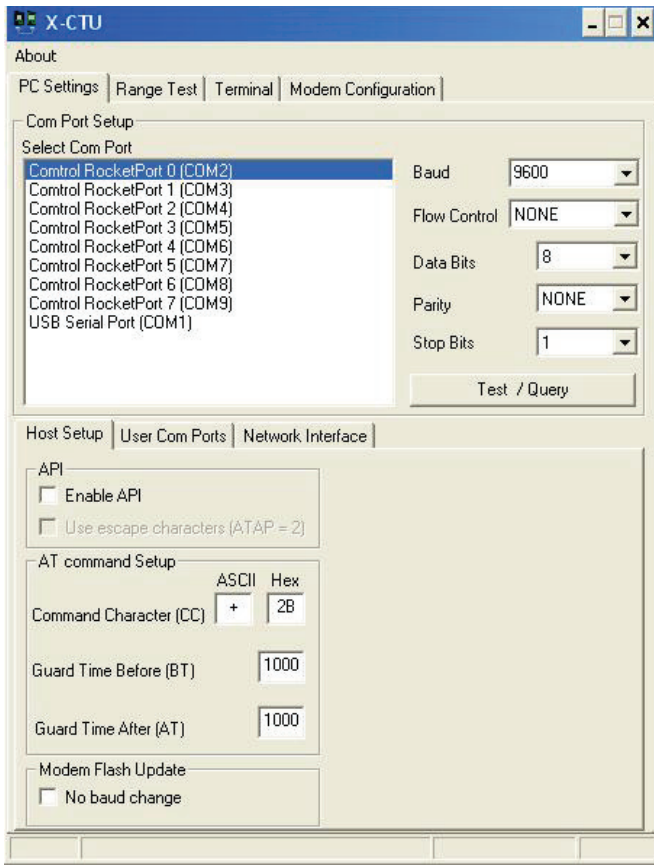 X-CTU
About
PC Settings Range Test Terminal Modem Configuration
Com Port Setup
Select Com Port
Comtrol RocketPort 0 (COM2)
Comtrol RocketPort 1 (COM3)
Comtrol RocketPort 2 (COM4)
Comtrol RocketPort 3 (COM5)
Comtrol RocketPort 4 (COM6)
Comtrol RocketPort 5 (COM7)
Comtrol RocketPort 6 (COM8)
Comtrol RocketPort 7 (COM9)
USB Serial Port (COM1)
Baud 9600
Flow Control NONE
Data Bits 8
Parity NONE
Stop Bits 1
Test / Query
Host Setup User Com Ports Network Interface
API
Enable API
Use escape characters (ATAP = 2)
AT command Setup
ASCII Hex
Command Character (CC) + 2B
Guard Time Before (BT) 1000
Guard Time After (AT) 1000
Modem Flash Update
No baud change